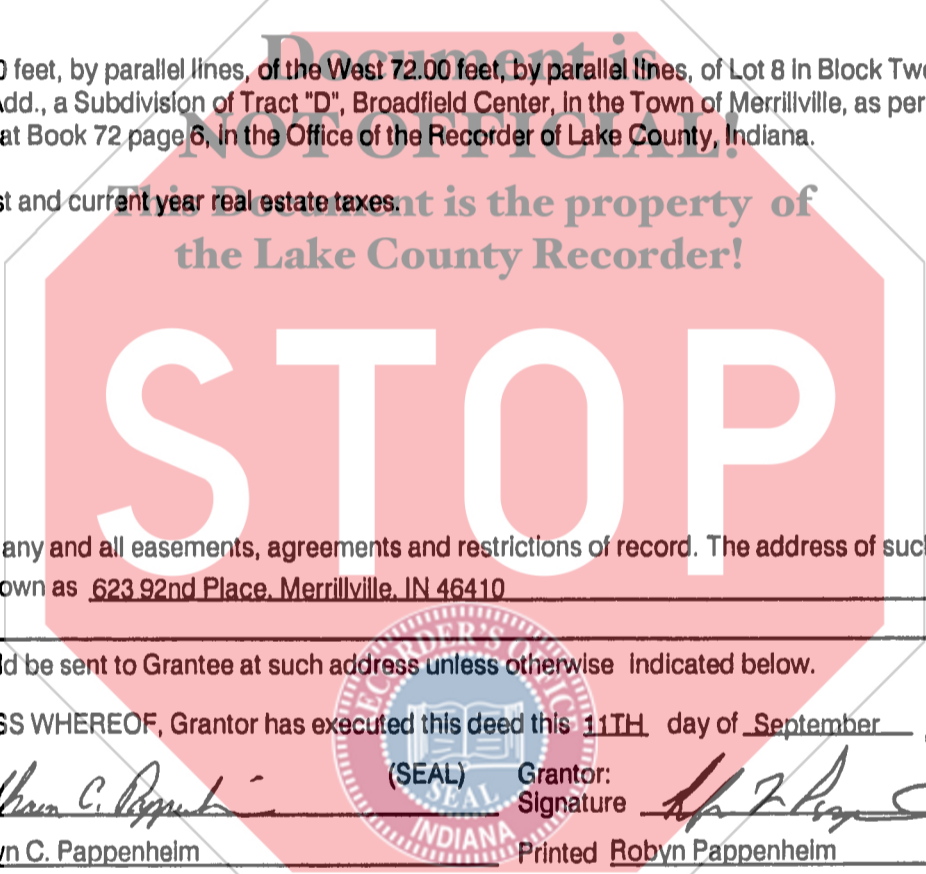 Document is
0 feet, by parallel lines, of the West 72.00 feet, by parallel lines, of Lot 8 in Block Tw
Add., a Subdivision of Tract "D", Broadfield Center, in the Town of Merrillville, as per
NOT OFFICIAL!
at Book 72 page 6, in the Office of the Recorder of Lake County, Indiana.
st and current year real estate taxes.
This Document is the property of
the Lake County Recorder!
STOP
any and all easements, agreements and restrictions of record. The address of suc
own as 623 92nd Place, Merrillville, IN 46410
ld be sent to Grantee at such address unless otherwise indicated below.
SS WHEREOF, Grantor has executed this deed this 11TH day of September
(SEAL) Grantor:
Signature
yn C. Pappenheim Printed Robyn Pappenheim
RECORDER'S OFFIC
SEAL
INDIANA